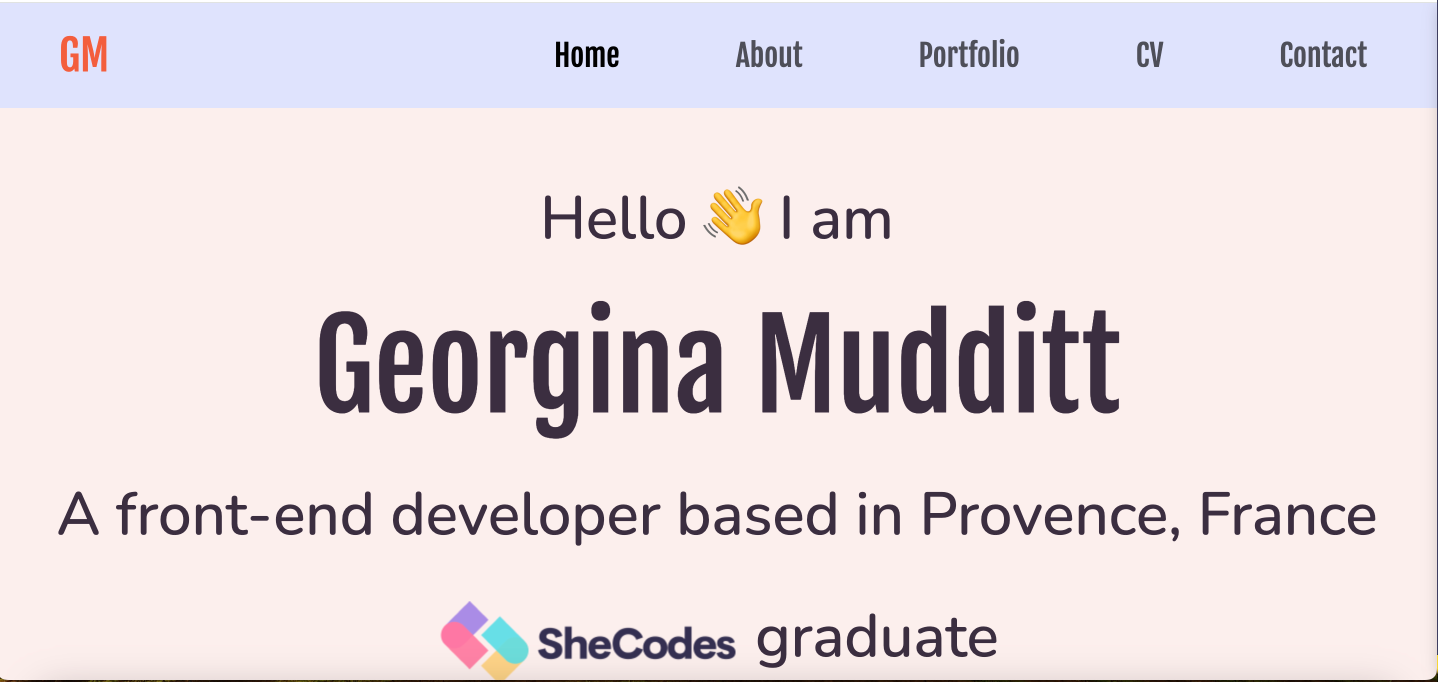 GM Home About Portfolio CV Contact
Hello 👋 I am
Georgina Mudditt
A front-end developer based in Provence, France
SheCodes graduate